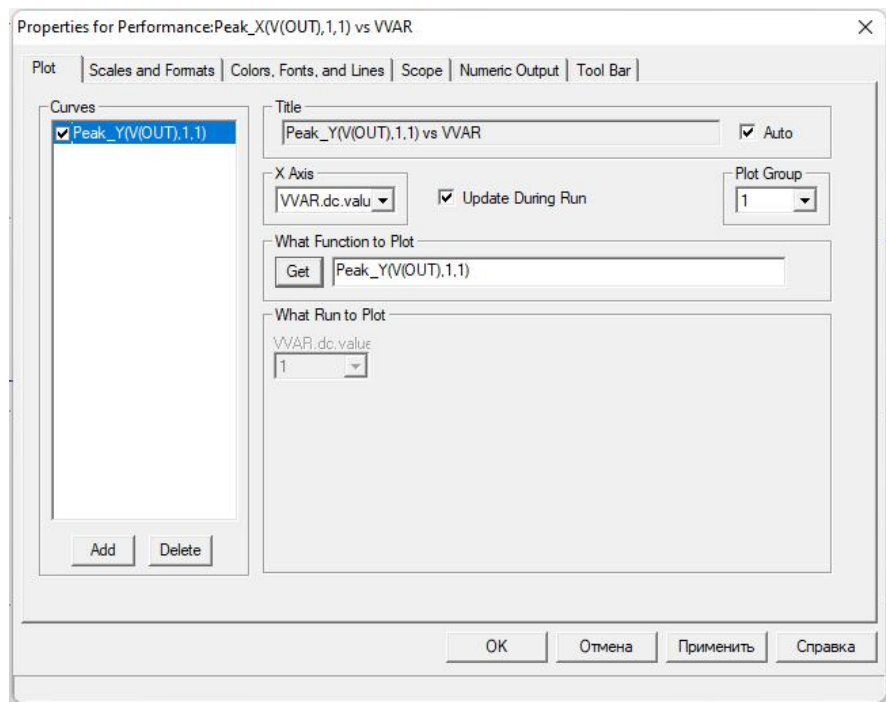 Properties for Performance:Peak_X(V(OUT),1,1) vs VVAR
Plot
Scales and Formats
Colors, Fonts, and Lines
Scope
Numeric Output
Tool Bar
Curves
Peak_Y(V(OUT),1,1)
Add
Delete
Title
Peak_Y(V(OUT),1,1) vs VVAR
Auto
X Axis
VVAR.dc.valu
Update During Run
Plot Group
1
What Function to Plot
Get
Peak_Y(V(OUT),1,1)
What Run to Plot
VVAR.dc.value
1
OK
Отмена
Применить
Справка